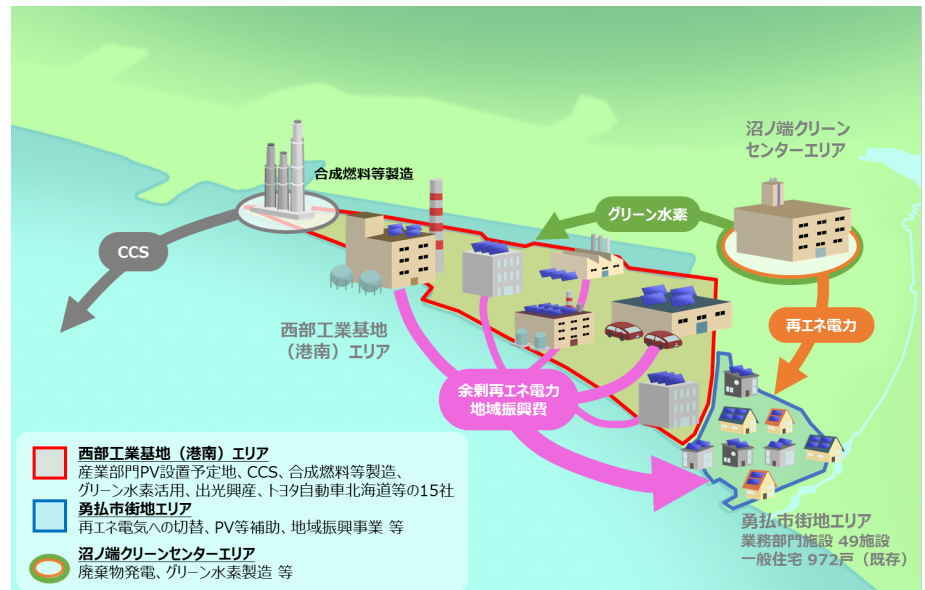 沼ノ端クリーン
センターエリア
合成燃料等製造
グリーン水素
CCS
再エネ電力
西部工業基地
（港南）エリア
余剰再エネ電力
地域振興費
西部工業基地（港南）エリア
産業部門PV設置予定地、CCS、合成燃料等製造、
グリーン水素活用、出光興産、トヨタ自動車北海道等の15社
勇払市街地エリア
再エネ電気への切替、PV等補助、地域振興事業 等
沼ノ端クリーンセンターエリア
廃棄物発電、グリーン水素製造 等
勇払市街地エリア
業務部門施設 49施設
一般住宅 972戸（既存）